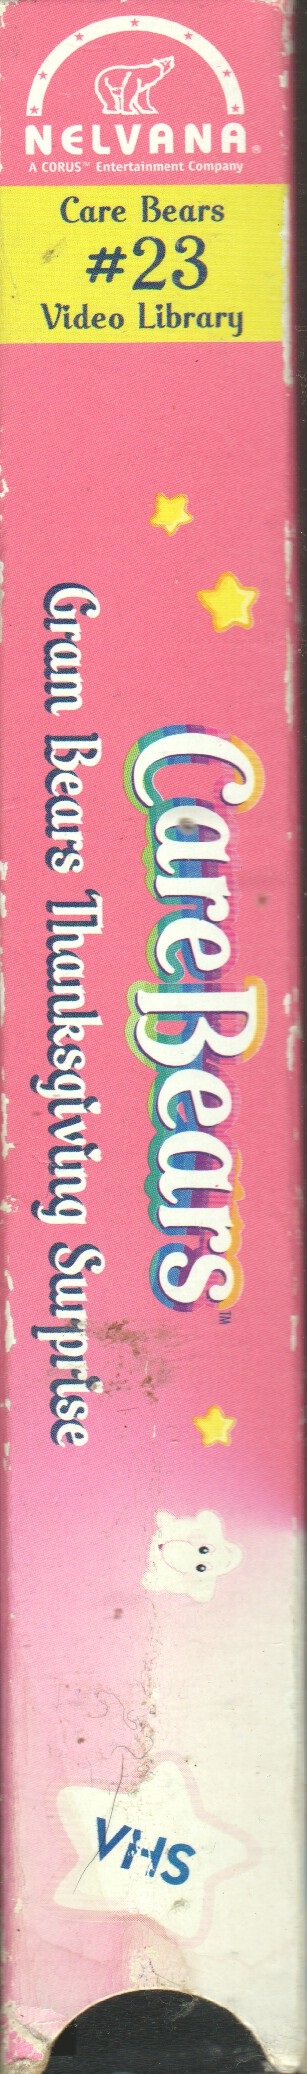 NELVANA®
A CORUS™ Entertainment Company
Care Bears
#23
Video Library
Care Bears™
Gram Bears Thanksgiving Surprise
VHS